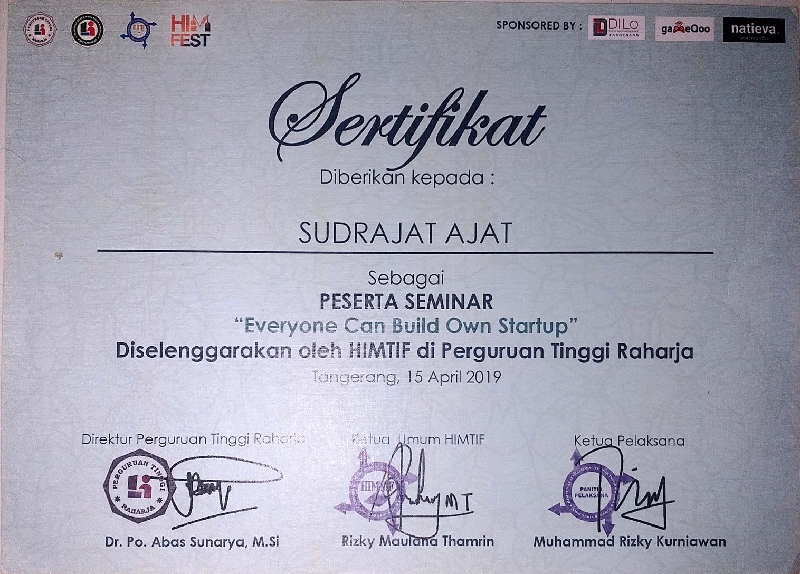 HIM
FEST
SPONSORED BY :
DILo
gameQoo
natieva
Sertifikat
Diberikan kepada :
SUDRAJAT AJAT
Sebagai
PESERTA SEMINAR
“Everyone Can Build Own Startup”
Diselenggarakan oleh HIMTIF di Perguruan Tinggi Raharja
Tangerang, 15 April 2019
Direktur Perguruan Tinggi Raharja
Ketua Umum HIMTIF
Ketua Pelaksana
PERGURUAN TINGGI
RAHARJA
HIMTIF
PANITIA
PELAKSANA
Dr. Po. Abas Sunarya, M.Si
Rizky Maulana Thamrin
Muhammad Rizky Kurniawan